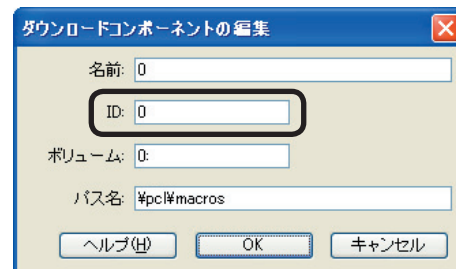 ダウンロードコンポーネントの編集
名前: 0
ID: 0
ボリューム: 0:
パス名: ¥pcl¥macros
ヘルプ(H) OK キャンセル